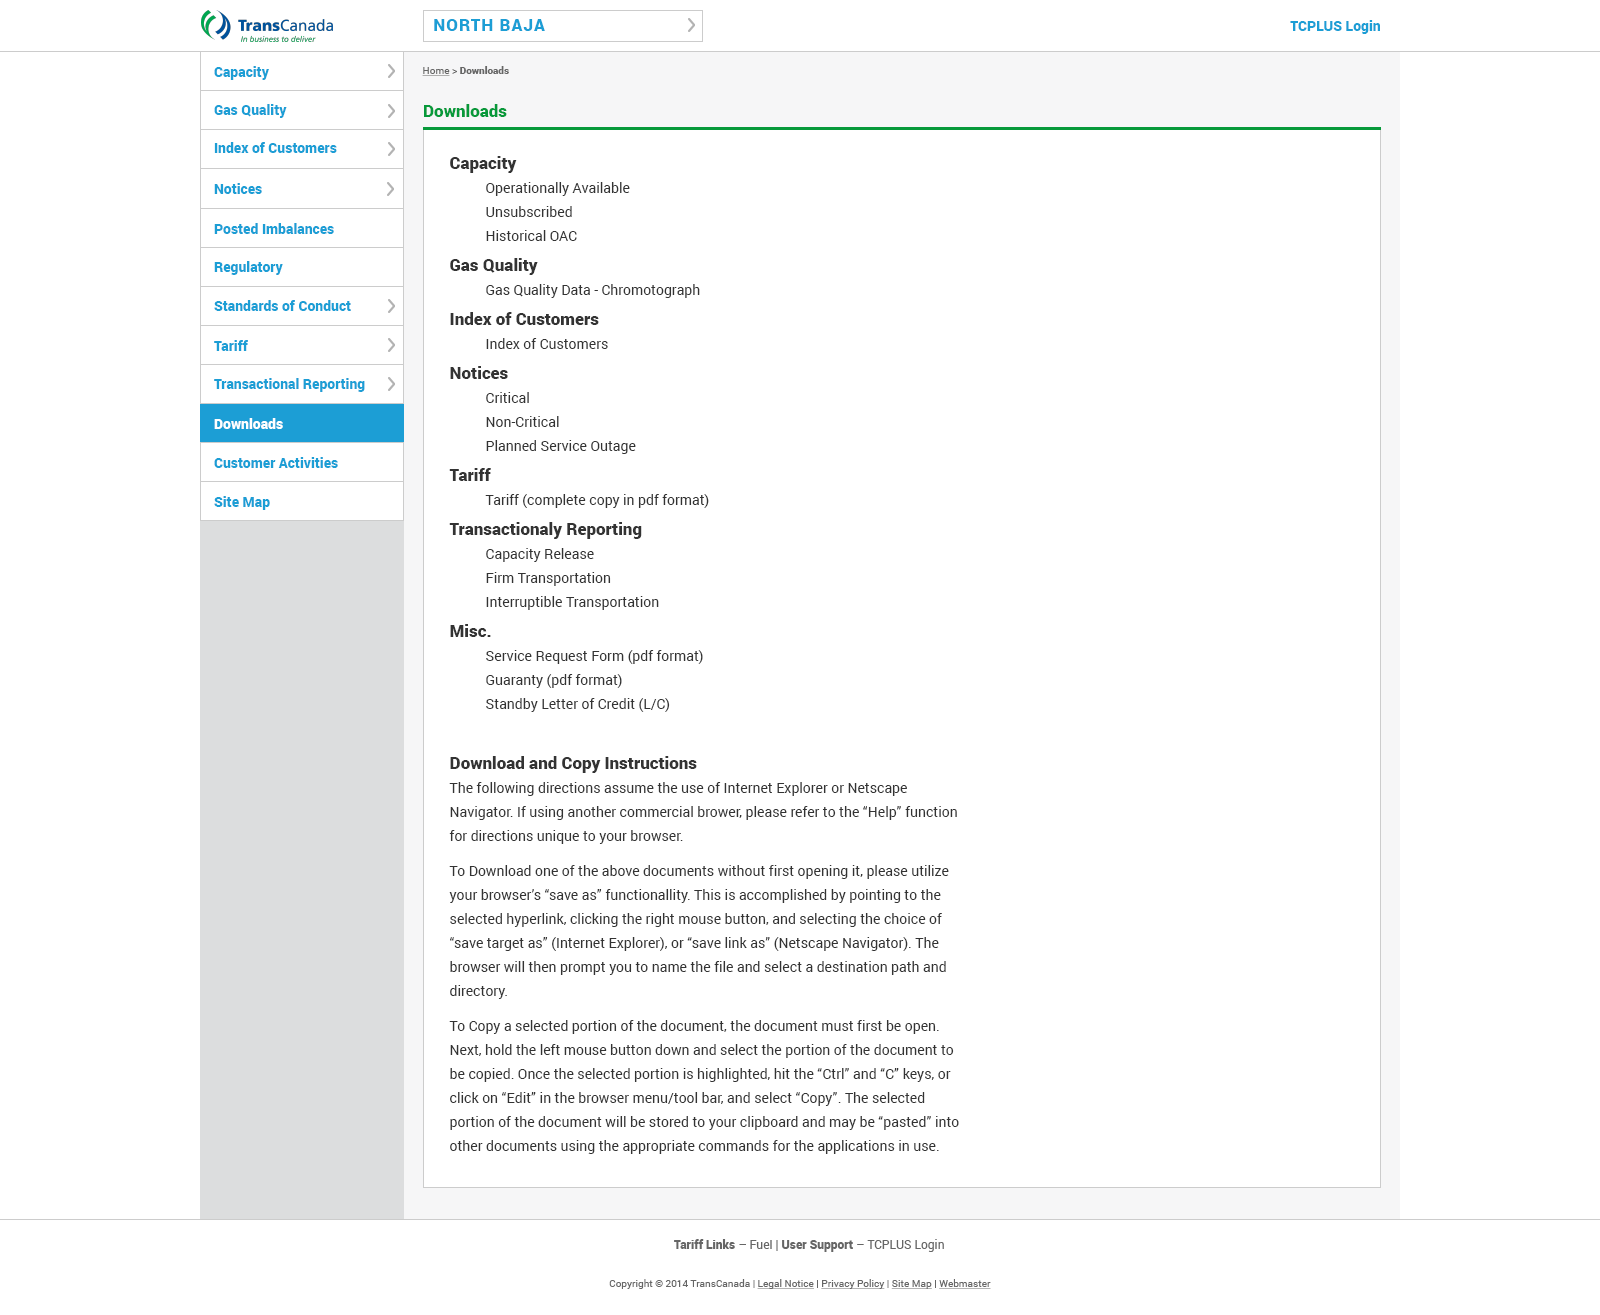 TransCanada
In business to deliver
NORTH BAJA
TCPLUS Login
Capacity
Gas Quality
Index of Customers
Notices
Posted Imbalances
Regulatory
Standards of Conduct
Tariff
Transactional Reporting
Downloads
Customer Activities
Site Map
Home > Downloads
Downloads
Capacity
Operationally Available
Unsubscribed
Historical OAC
Gas Quality
Gas Quality Data - Chromotograph
Index of Customers
Index of Customers
Notices
Critical
Non-Critical
Planned Service Outage
Tariff
Tariff (complete copy in pdf format)
Transactionaly Reporting
Capacity Release
Firm Transportation
Interruptible Transportation
Misc.
Service Request Form (pdf format)
Guaranty (pdf format)
Standby Letter of Credit (L/C)
Download and Copy Instructions
The following directions assume the use of Internet Explorer or Netscape
Navigator. If using another commercial brower, please refer to the “Help” function
for directions unique to your browser.
To Download one of the above documents without first opening it, please utilize
your browser’s “save as” functionallity. This is accomplished by pointing to the
selected hyperlink, clicking the right mouse button, and selecting the choice of
“save target as” (Internet Explorer), or “save link as” (Netscape Navigator). The
browser will then prompt you to name the file and select a destination path and
directory.
To Copy a selected portion of the document, the document must first be open.
Next, hold the left mouse button down and select the portion of the document to
be copied. Once the selected portion is highlighted, hit the “Ctrl” and “C” keys, or
click on “Edit” in the browser menu/tool bar, and select “Copy”. The selected
portion of the document will be stored to your clipboard and may be “pasted” into
other documents using the appropriate commands for the applications in use.
Tariff Links – Fuel | User Support – TCPLUS Login
Copyright © 2014 TransCanada | Legal Notice | Privacy Policy | Site Map | Webmaster